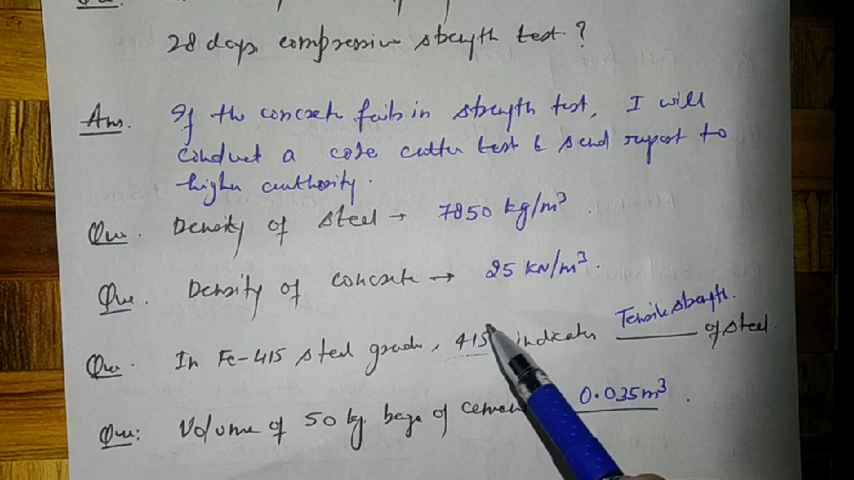 28 days compressive strength test ?
Ans. If the concrete fails in strength test, I will
conduct a core cutter test & send report to
higher authority.
Que. Density of steel → 7850 kg/m³.
Que. Density of concrete → 25 KN/m³.
Que. In Fe-415 steel grade, 415 indicates Tensile strength. of steel.
Que: Volume of 50 kg bage of cement 0.035m³.